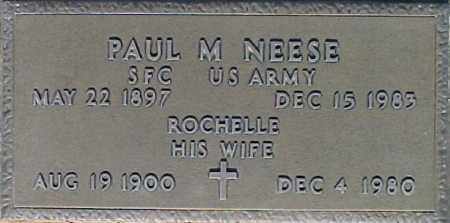 PAUL M NEESE
SFC US ARMY
MAY 22 1897 DEC 15 1983
ROCHELLE
HIS WIFE
AUG 19 1900 DEC 4 1980